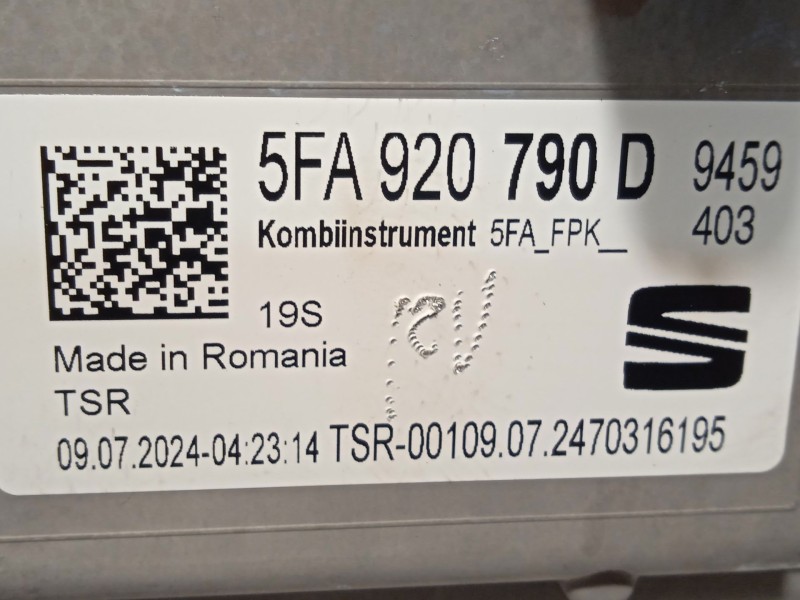 5FA 920 790 D 9459
Kombiinstrument 5FA_FPK__ 403
19S
Made in Romania
TSR
09.07.2024-04:23:14 TSR-00109.07.2470316195